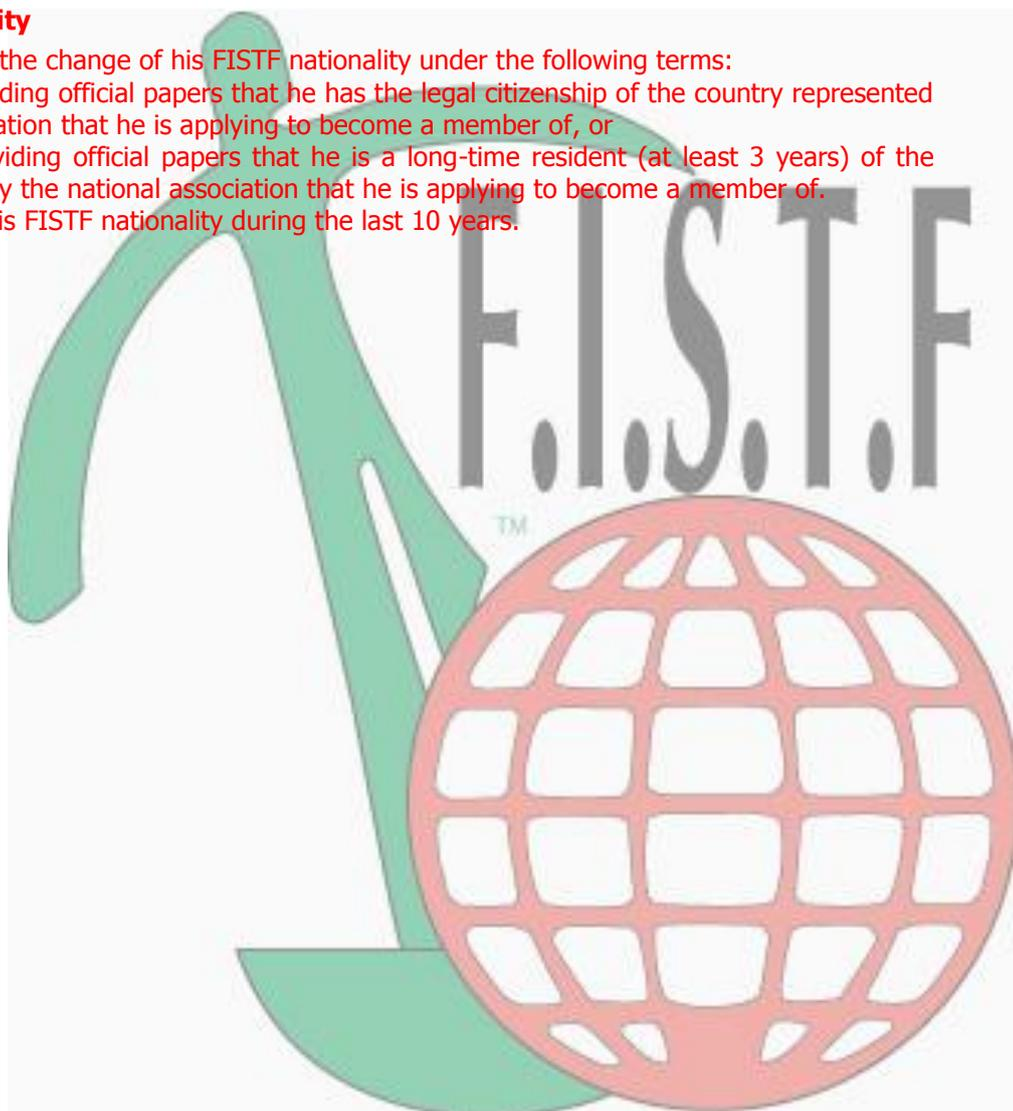 ity
the change of his FISTF nationality under the following terms:
ding official papers that he has the legal citizenship of the country represented
ation that he is applying to become a member of, or
viding official papers that he is a long-time resident (at least 3 years) of the
y the national association that he is applying to become a member of.
is FISTF nationality during the last 10 years.
F.I.S.T.F
TM